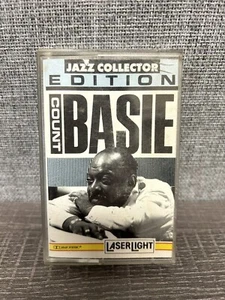 JAZZ COLLECTOR
EDITION
COUNT
BASIE
LASERLIGHT